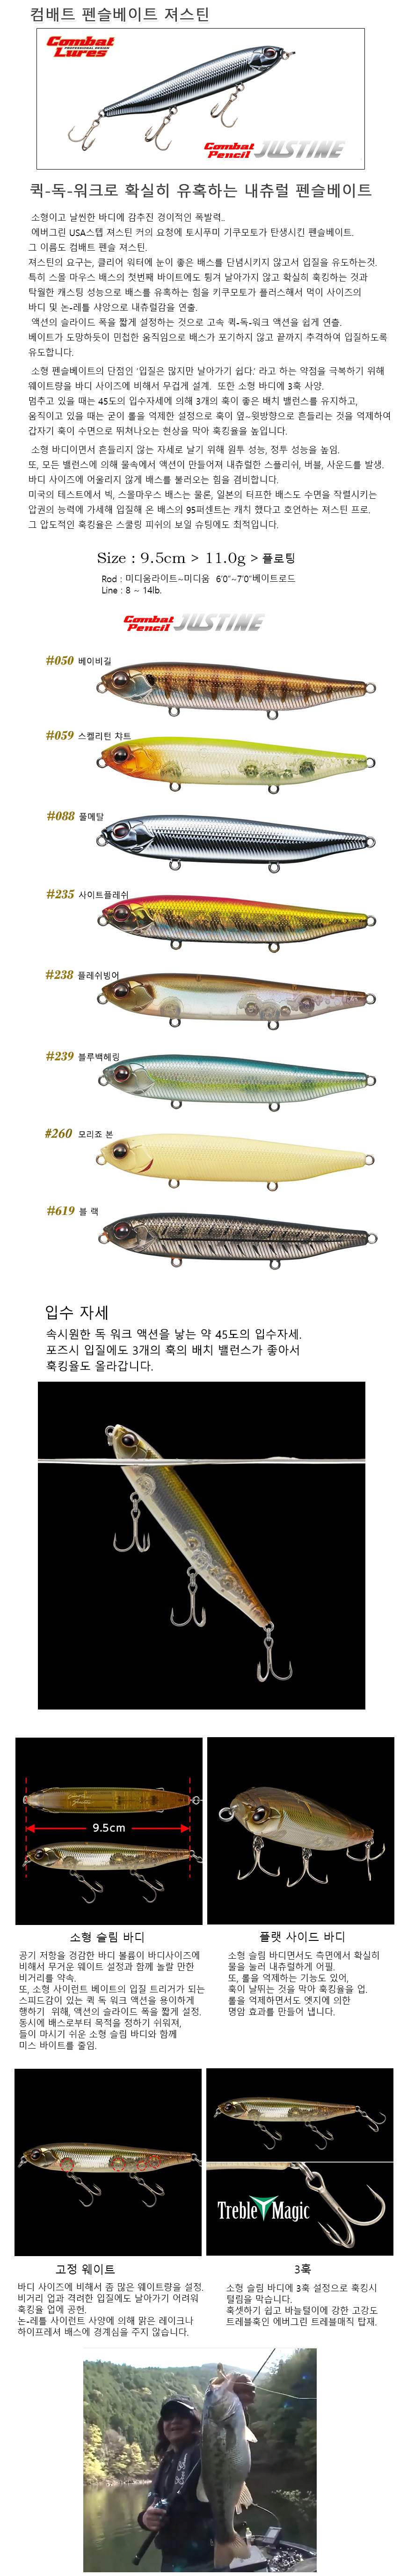 컴배트 펜슬베이트 져스틴
Combat
PROFESSIONAL DESIGN
Lures
Combat
Pencil JUSTINE
퀵-독-워크로 확실히 유혹하는 내츄럴 펜슬베이트
소형이고 날씬한 바디에 감추진 경이적인 폭발력..
에버그린 USA스텝 져스틴 커의 요청에 토시푸미 기쿠모토가 탄생시킨 펜슬베이트.
그 이름도 컴배트 펜슬 져스틴.
져스틴의 요구는, 클리어 워터에 눈이 좋은 배스를 단념시키지 않고서 입질을 유도하는것.
특히 스몰 마우스 배스의 첫번째 바이트에도 튕겨 날아가지 않고 확실히 훅킹하는 것과
탁월한 캐스팅 성능으로 배스를 유혹하는 힘을 키쿠모토가 플러스해서 먹이 사이즈의
바디 및 논-레틀 사양으로 내츄럴감을 연출.
액션의 슬라이드 폭을 짧게 설정하는 것으로 고속 퀵-독-워크 액션을 쉽게 연출.
베이트가 도망하듯이 민첩한 움직임으로 배스가 포기하지 않고 끝까지 추격하여 입질하도록
유도합니다.
소형 펜슬베이트의 단점인 '입질은 많지만 날아가기 쉽다.' 라고 하는 약점을 극복하기 위해
웨이트량을 바디 사이즈에 비해서 무겁게 설계.  또한 소형 바디에 3훅 사양.
멈추고 있을 때는 45도의 입수자세에 의해 3개의 훅이 좋은 배치 밸런스를 유지하고,
움직이고 있을 때는 굳이 롤을 억제한 설정으로 훅이 옆~윗방향으로 흔들리는 것을 억제하여
갑자기 훅이 수면으로 뛰쳐나오는 현상을 막아 훅킹율을 높입니다.
소형 바디이면서 흔들리지 않는 자세로 날기 위해 원투 성능, 정투 성능을 높임.
또, 모든 밸런스에 의해 물속에서 액션이 만들어져 내츄럴한 스플리쉬, 버블, 사운드를 발생.
바디 사이즈에 어울리지 않게 배스를 불러오는 힘을 겸비합니다.
미국의 테스트에서 빅, 스몰마우스 배스는 물론, 일본의 터프한 배스도 수면을 작렬시키는
압권의 능력에 가세해 입질해 온 배스의 95퍼센트는 캐치 했다고 호언하는 져스틴 프로.
그 압도적인 훅킹율은 스쿨링 피쉬의 보일 슈팅에도 최적입니다.
Size : 9.5cm > 11.0g > 플로팅
Rod : 미디움라이트~미디움  6'0"~7'0"베이트로드
Line : 8 ~ 14lb.
Combat
Pencil JUSTINE
#050 베이비길
#059 스켈리턴 챠트
#088 풀메탈
#235 사이트플레쉬
#238 플레쉬빙어
#239 블루백헤링
#260 모리죠 본
#619 블 랙
입수 자세
속시원한 독 워크 액션을 낳는 약 45도의 입수자세.
포즈시 입질에도 3개의 훅의 배치 밸런스가 좋아서
훅킹율도 올라갑니다.
9.5cm
소형 슬림 바디
공기 저항을 경감한 바디 볼륨이 바디사이즈에
비해서 무거운 웨이트 설정과 함께 놀랄 만한
비거리를 약속.
또, 소형 사이런트 베이트의 입질 트리거가 되는
스피드감이 있는 퀵 독 워크 액션을 용이하게
행하기  위해, 액션의 슬라이드 폭을 짧게 설정.
동시에 배스로부터 목적을 정하기 쉬워져,
들이 마시기 쉬운 소형 슬림 바디와 함께
미스 바이트를 줄임.
플랫 사이드 바디
소형 슬림 바디면서도 측면에서 확실히
물을 눌러 내츄럴하게 어필.
또, 롤을 억제하는 기능도 있어,
훅이 날뛰는 것을 막아 훅킹율을 업.
롤을 억제하면서도 엣지에 의한
명암 효과를 만들어 냅니다.
Treble Magic
고정 웨이트
바디 사이즈에 비해서 좀 많은 웨이트량을 설정.
비거리 업과 격려한 입질에도 날아가기 어려워
훅킹율 업에 공헌.
논-레틀 사이런트 사양에 의해 맑은 레이크나
하이프레셔 배스에 경계심을 주지 않습니다.
3훅
소형 슬림 바디에 3훅 설정으로 훅킹시
털림을 막습니다.
훅셋하기 쉽고 바늘털이에 강한 고강도
트레블훅인 에버그린 트레블매직 탑재.